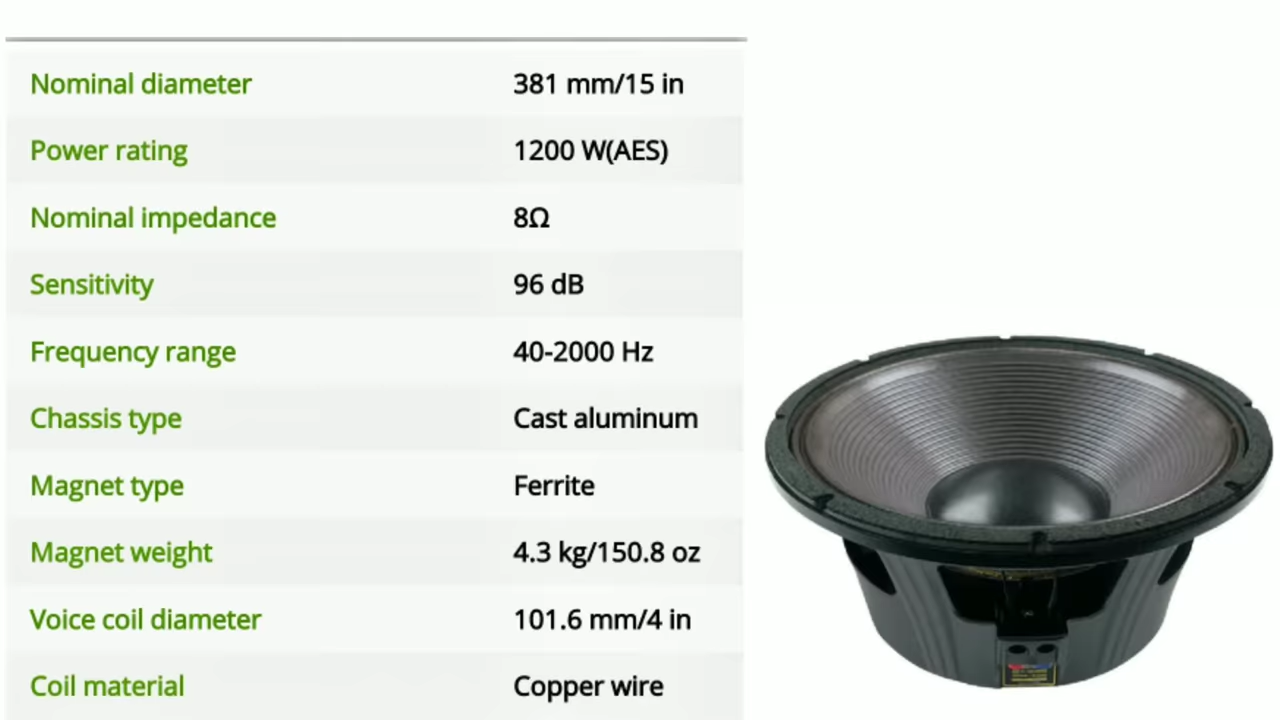 Nominal diameter 381 mm/15 in
Power rating 1200 W(AES)
Nominal impedance 8Ω
Sensitivity 96 dB
Frequency range 40-2000 Hz
Chassis type Cast aluminum
Magnet type Ferrite
Magnet weight 4.3 kg/150.8 oz
Voice coil diameter 101.6 mm/4 in
Coil material Copper wire